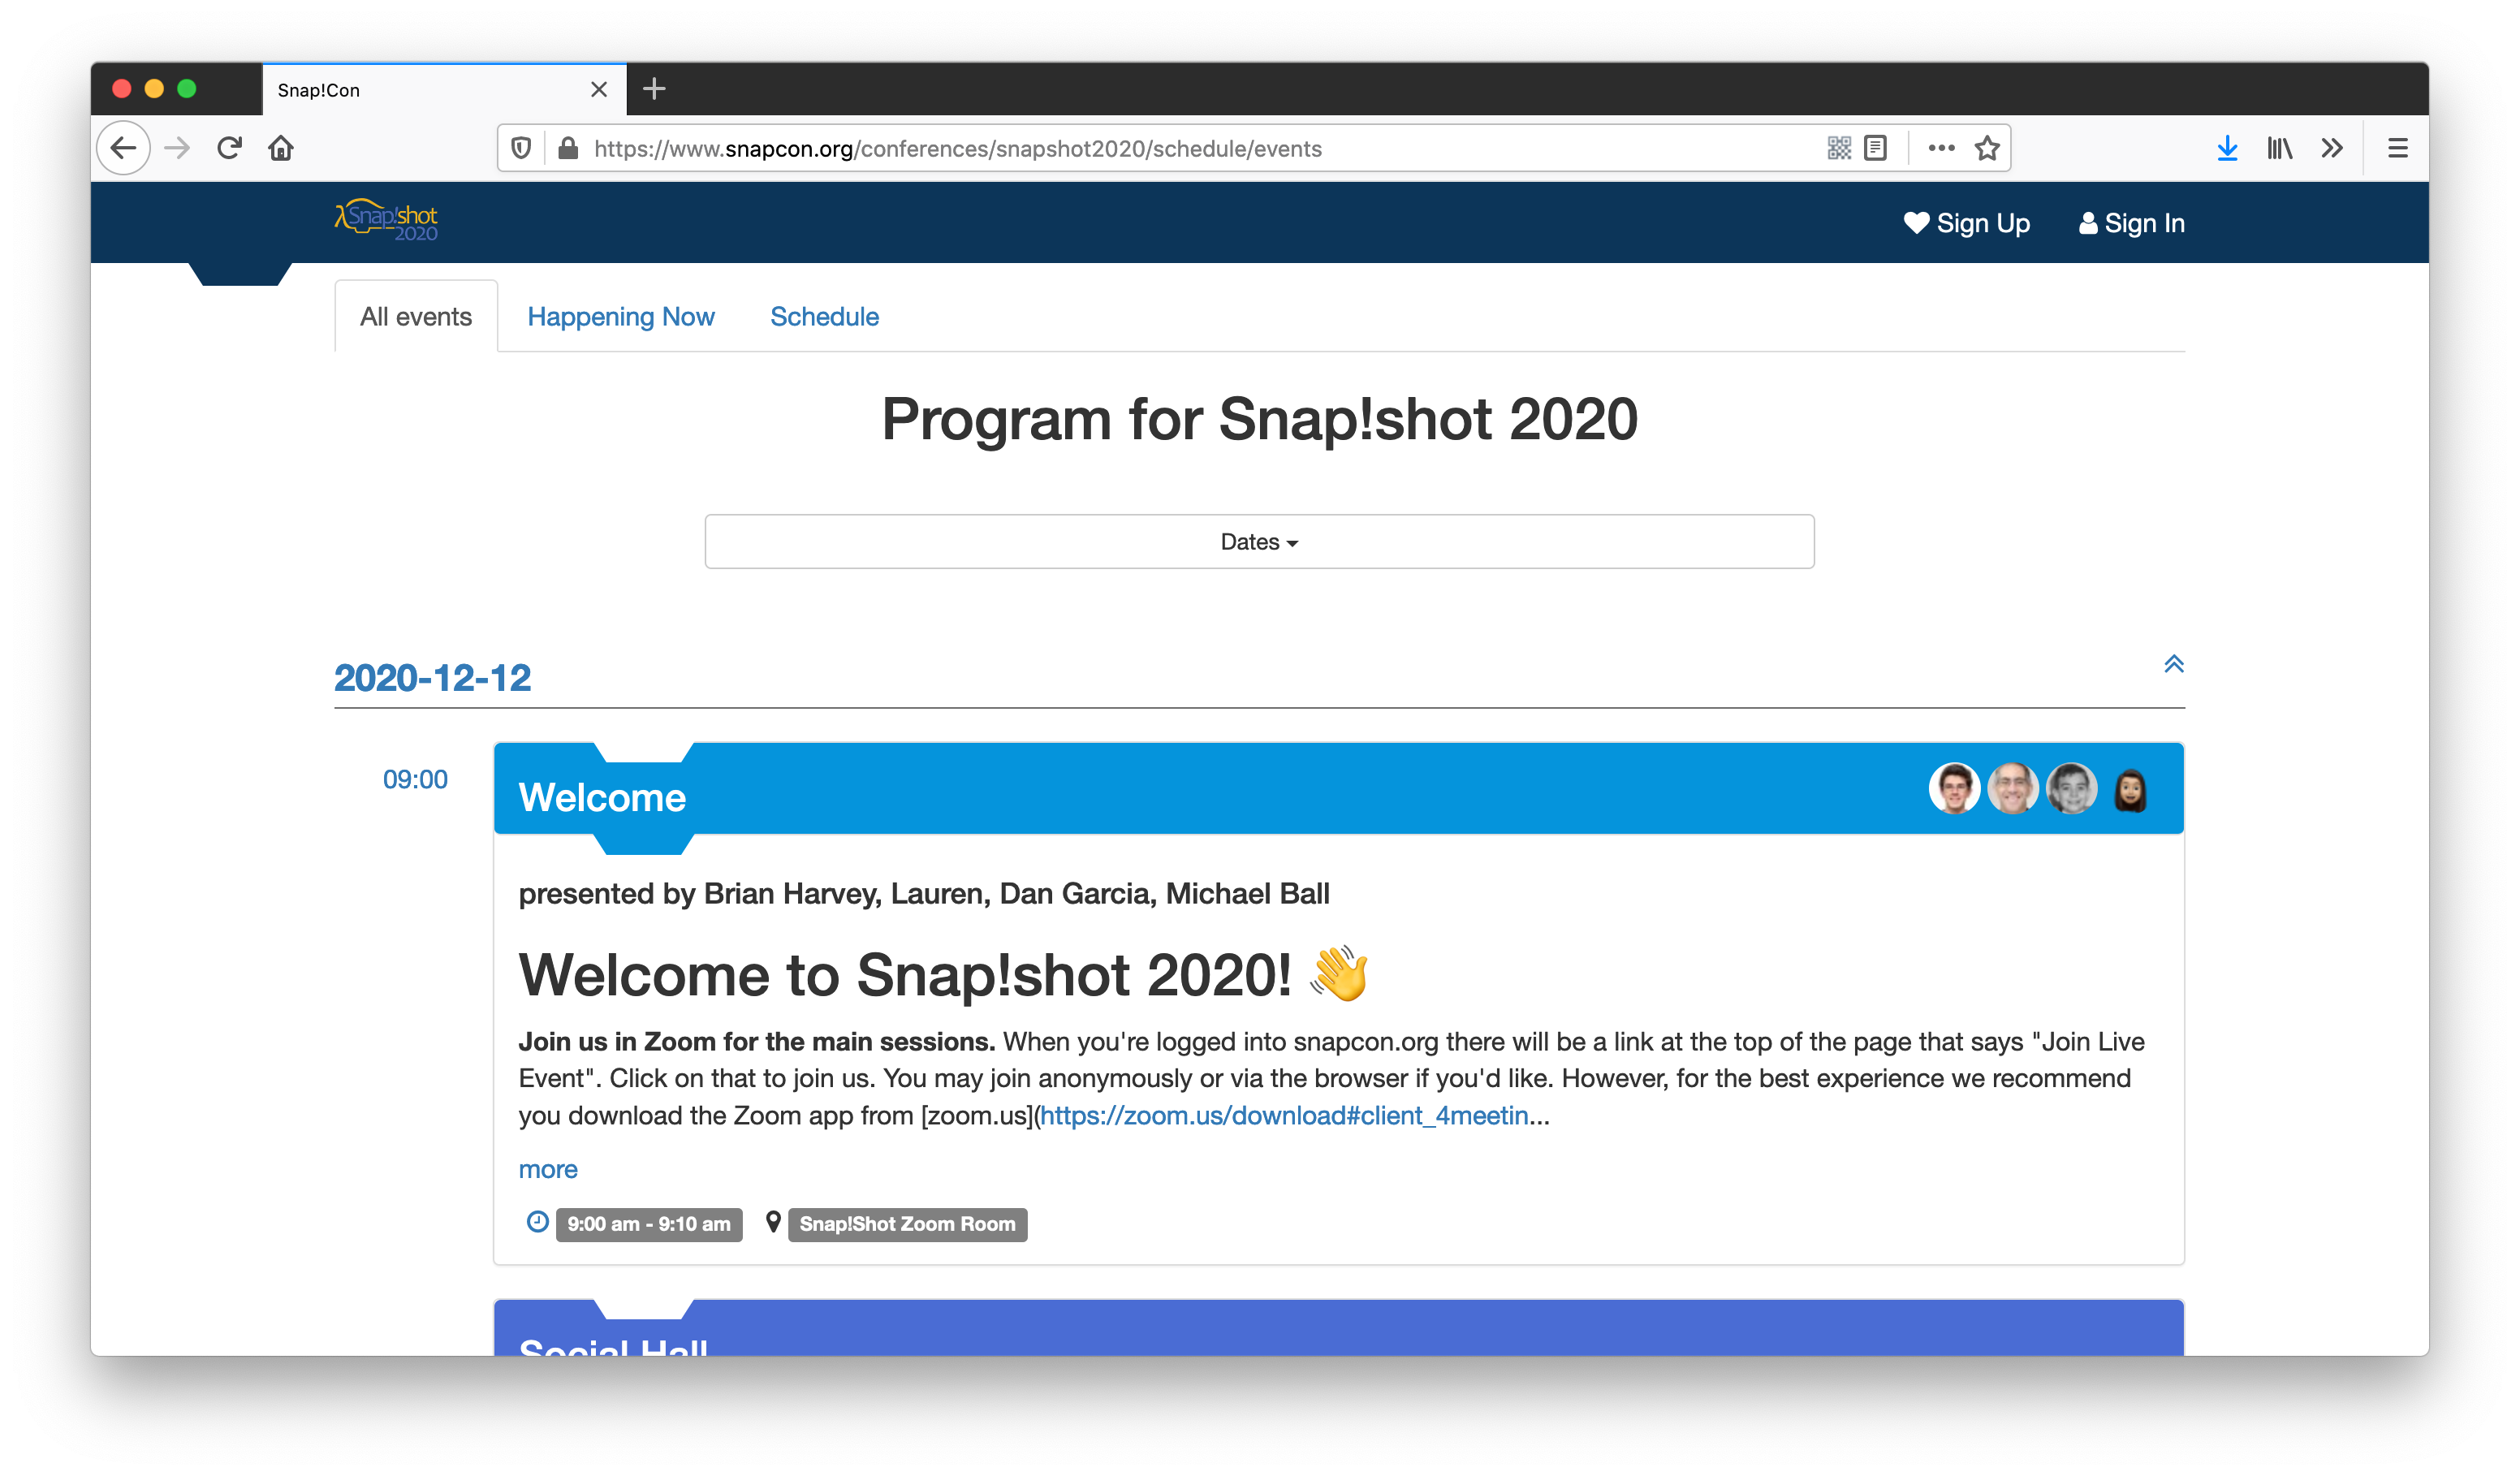 Snap!Con
https://www.snapcon.org/conferences/snapshot2020/schedule/events
λSnap!shot
2020
Sign Up
Sign In
All events
Happening Now
Schedule
Program for Snap!shot 2020
Dates
2020-12-12
09:00
Welcome
presented by Brian Harvey, Lauren, Dan Garcia, Michael Ball
Welcome to Snap!shot 2020! 👋
Join us in Zoom for the main sessions. When you're logged into snapcon.org there will be a link at the top of the page that says "Join Live
Event". Click on that to join us. You may join anonymously or via the browser if you'd like. However, for the best experience we recommend
you download the Zoom app from [zoom.us](https://zoom.us/download#client_4meetin...
more
9:00 am - 9:10 am
Snap!Shot Zoom Room
Social Hall